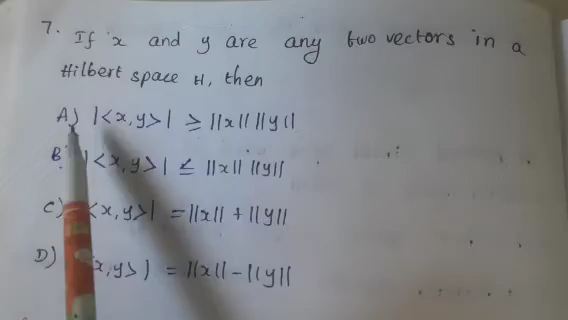 7. If x and y are any two vectors in a
Hilbert space H, then
A) |<x,y>| ≥ ||x|| ||y||
B) |<x,y>| ≤ ||x|| ||y||
C) <x,y>| = ||x|| + ||y||
D) x,y>| = ||x|| - ||y||